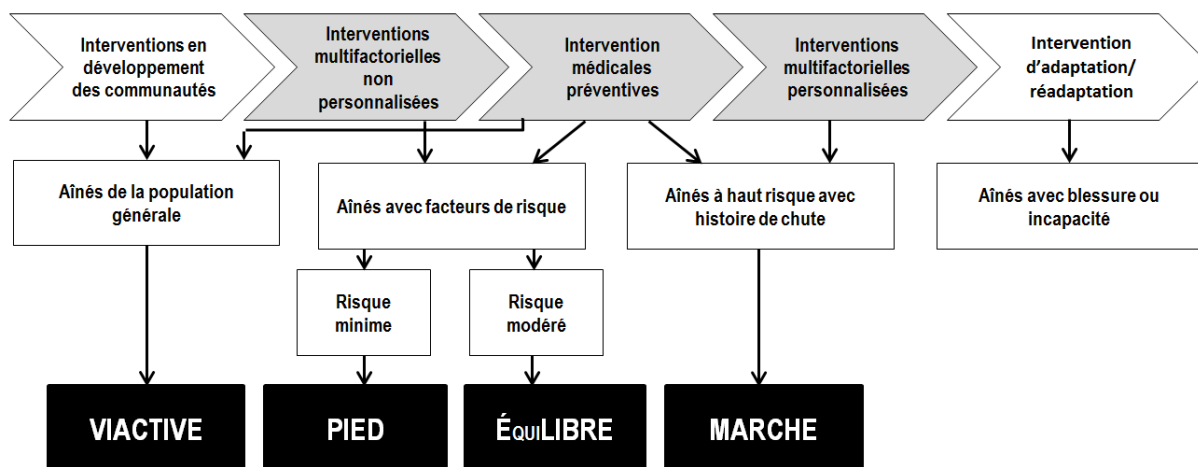 Interventions en
développement
des communautés
Interventions
multifactorielles
non
personnalisées
Intervention
médicales
préventives
Interventions
multifactorielles
personnalisées
Intervention
d’adaptation/
réadaptation
Aînés de la population
générale
Aînés avec facteurs de risque
Aînés à haut risque avec
histoire de chute
Aînés avec blessure ou
incapacité
Risque
minime
Risque
modéré
VIACTIVE
PIED
ÉQUILIBRE
MARCHE